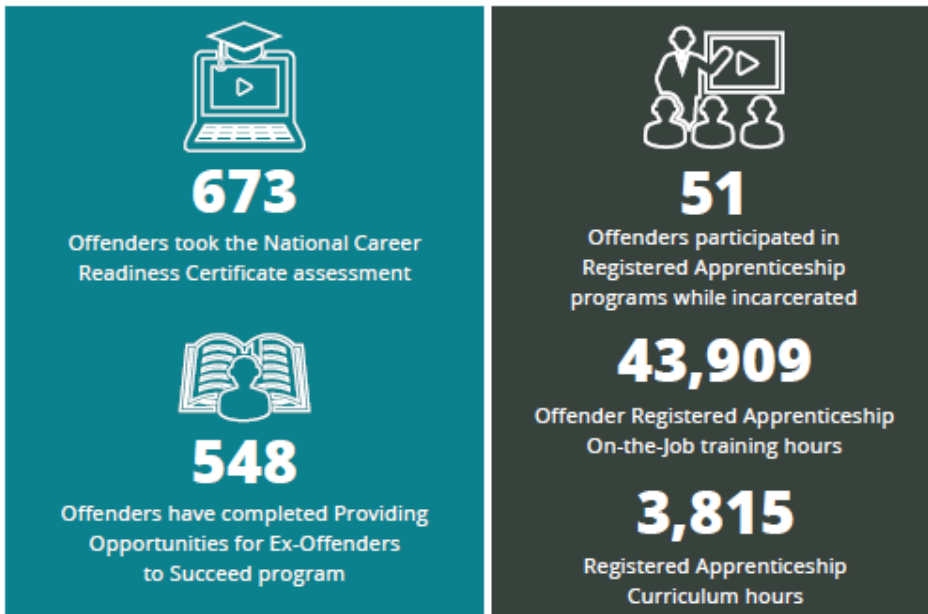 673
Offenders took the National Career
Readiness Certificate assessment
548
Offenders have completed Providing
Opportunities for Ex-Offenders
to Succeed program
51
Offenders participated in
Registered Apprenticeship
programs while incarcerated
43,909
Offender Registered Apprenticeship
On-the-Job training hours
3,815
Registered Apprenticeship
Curriculum hours